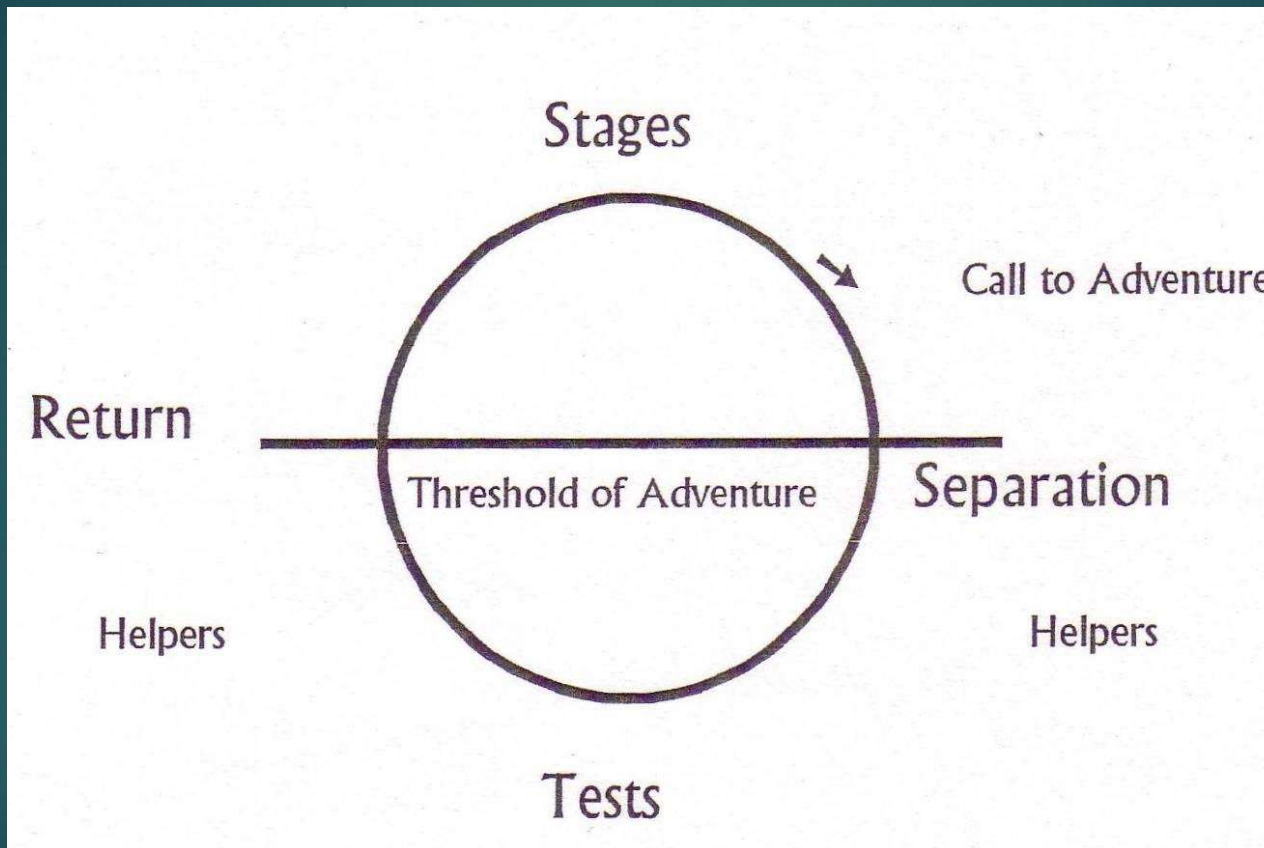 Stages
Call to Adventure
Return
Threshold of Adventure
Separation
Helpers
Helpers
Tests